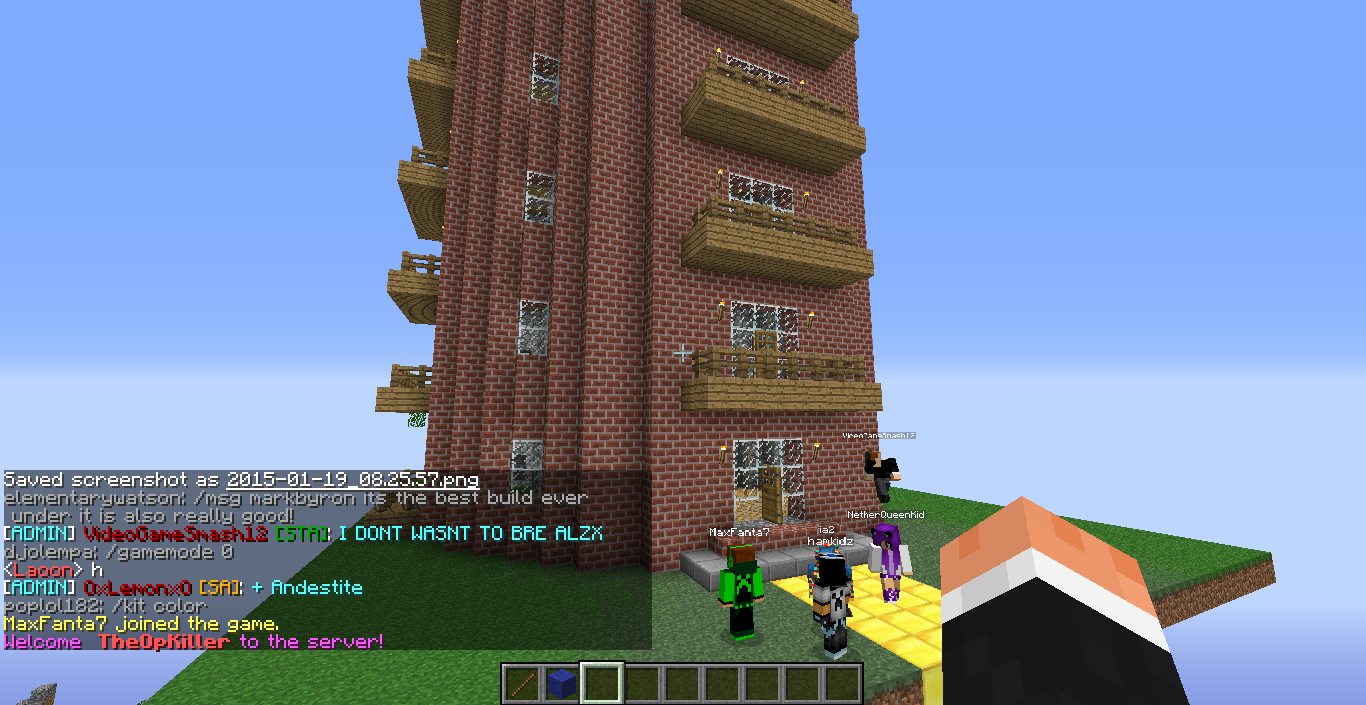 VideoGameSmash12
Saved screenshot as 2015-01-19_08.25.57.png
elementarywatson: /msg markbyron its the best build ever
under it is also really good!
[ADMIN] VideoGameSmash12 [STA]: I DONT WASNT TO BRE ALZX
djolempa: /gamemode 0
<Laoon> h
[ADMIN] OxLemonxO [SA]: + Andestite
poplol182: /kit color
MaxFanta7 joined the game.
Welcome TheOpKiller to the server!
NetherQueenKid
MaxFanta7
ia2
hamkidz